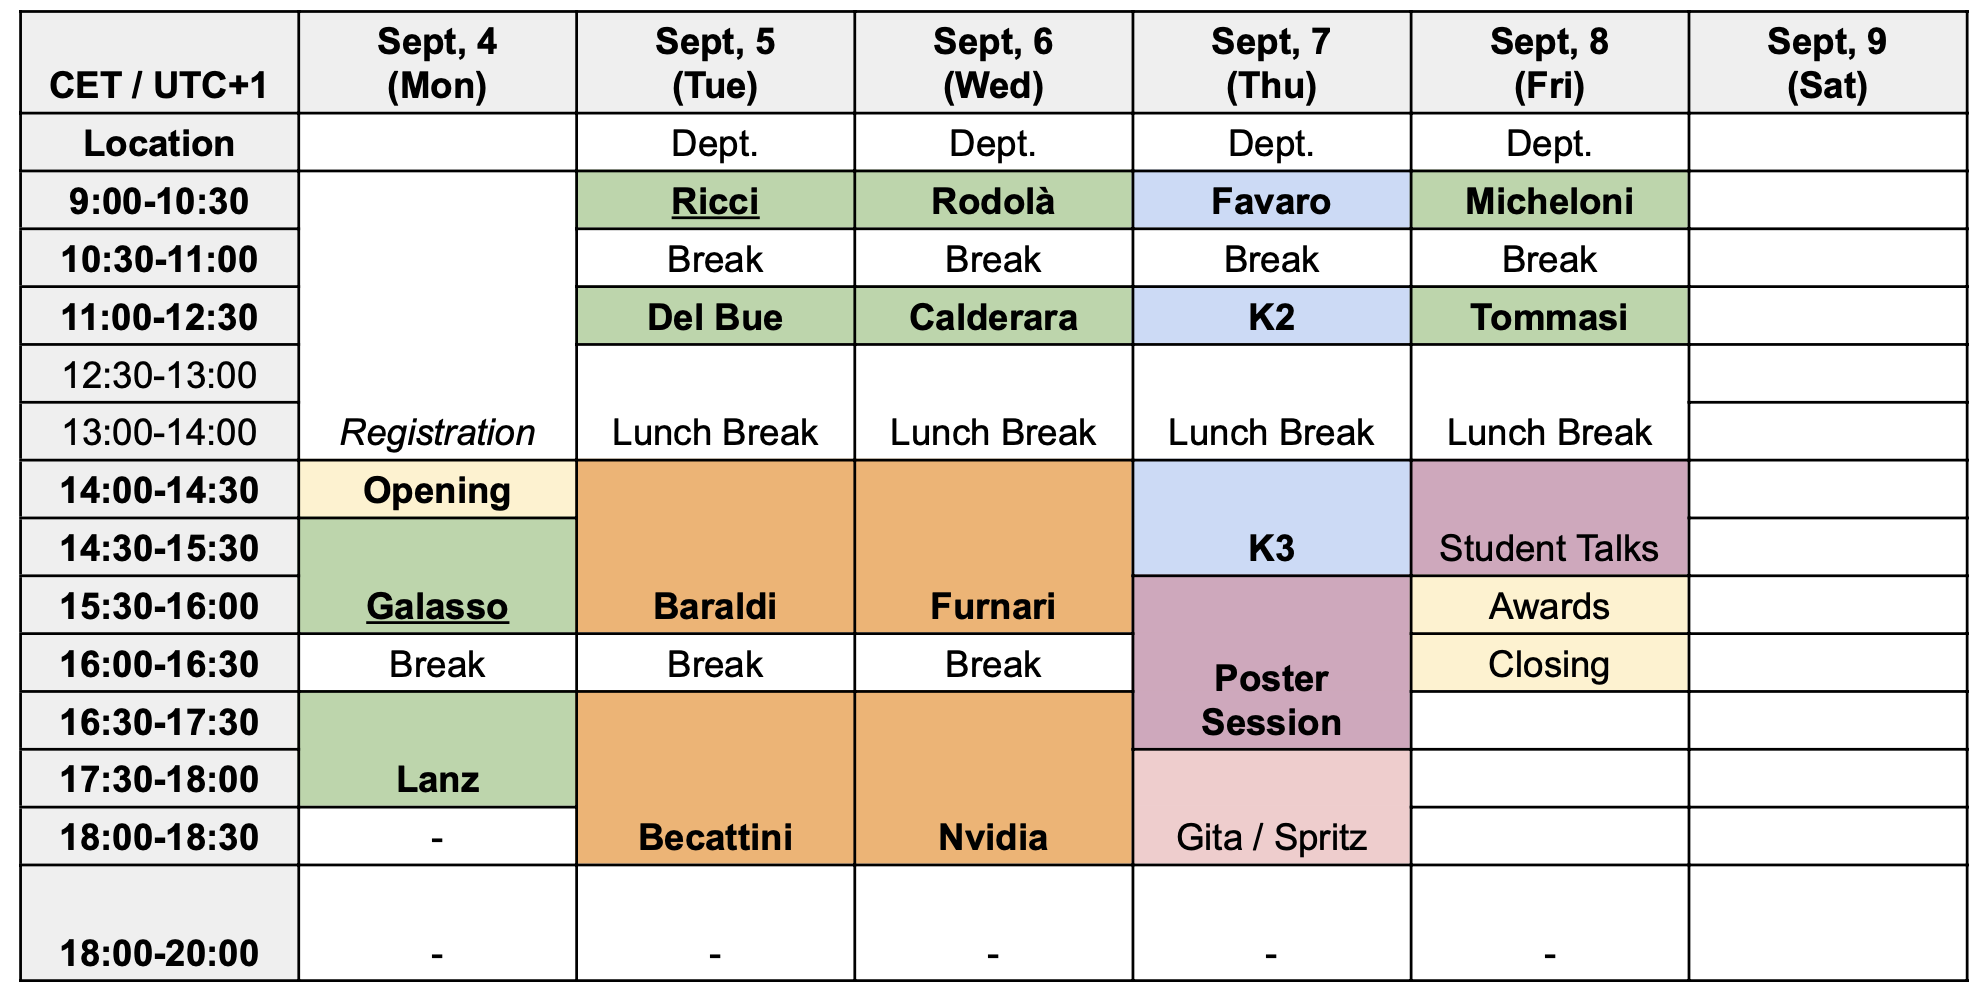 CET / UTC+1 Sept, 4 (Mon) Sept, 5 (Tue) Sept, 6 (Wed) Sept, 7 (Thu) Sept, 8 (Fri) Sept, 9 (Sat)
Location Dept. Dept. Dept. Dept.
9:00-10:30 Ricci Rodolà Favaro Micheloni
10:30-11:00 Break Break Break Break
11:00-12:30 Del Bue Calderara K2 Tommasi
12:30-13:00
13:00-14:00 Registration Lunch Break Lunch Break Lunch Break Lunch Break
14:00-14:30 Opening
14:30-15:30 K3 Student Talks
15:30-16:00 Galasso Baraldi Furnari Awards
16:00-16:30 Break Break Break Closing
16:30-17:30 Poster Session
17:30-18:00 Lanz
18:00-18:30 - Becattini Nvidia Gita / Spritz
18:00-20:00 - - - - -